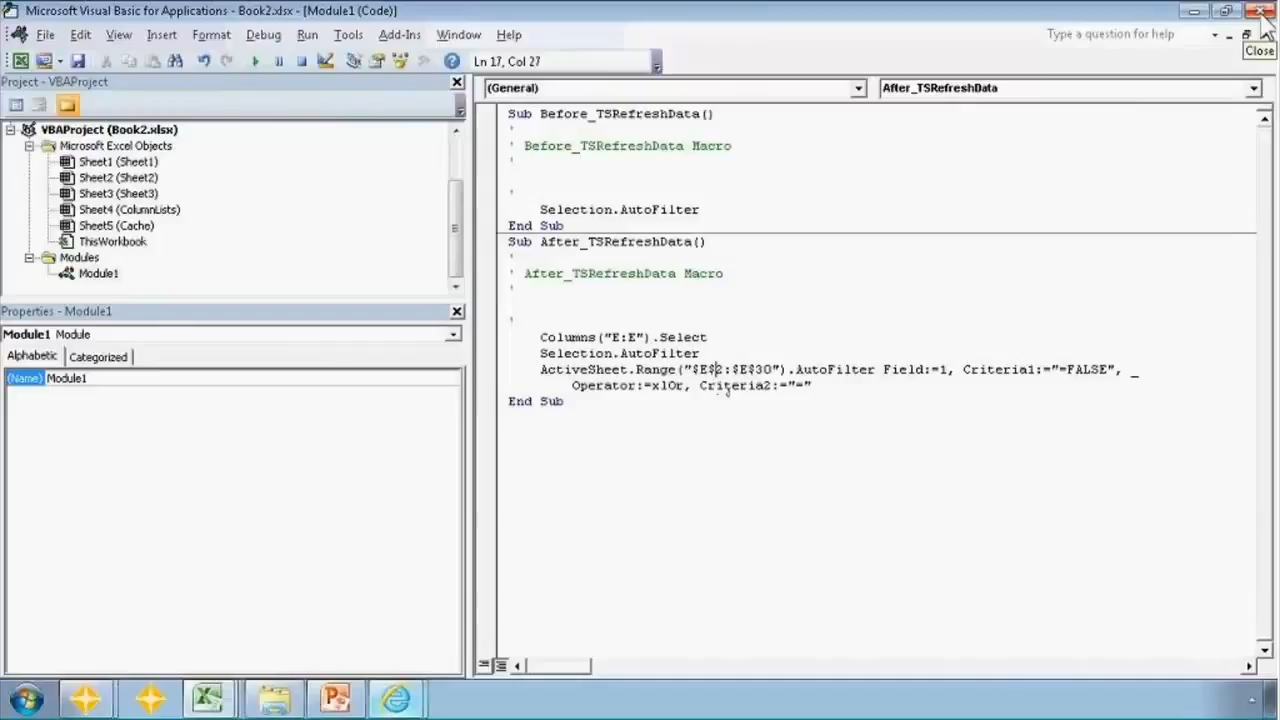 Microsoft Visual Basic for Applications - Book2.xlsx - [Module1 (Code)]
File Edit View Insert Format Debug Run Tools Add-Ins Window Help
Type a question for help
Close
Ln 17, Col 27
Project - VBAProject
VBAProject (Book2.xlsx)
Microsoft Excel Objects
Sheet1 (Sheet1)
Sheet2 (Sheet2)
Sheet3 (Sheet3)
Sheet4 (ColumnLists)
Sheet5 (Cache)
ThisWorkbook
Modules
Module1
Properties - Module1
Module1 Module
Alphabetic Categorized
(Name) Module1
(General)
After_TSRefreshData
Sub Before_TSRefreshData()
'
' Before_TSRefreshData Macro
'
'
Selection.AutoFilter
End Sub
Sub After_TSRefreshData()
'
' After_TSRefreshData Macro
'
'
Columns("E:E").Select
Selection.AutoFilter
ActiveSheet.Range("$E$2:$E$30").AutoFilter Field:=1, Criteria1:="=FALSE", _
Operator:=xlOr, Criteria2:="="
End Sub